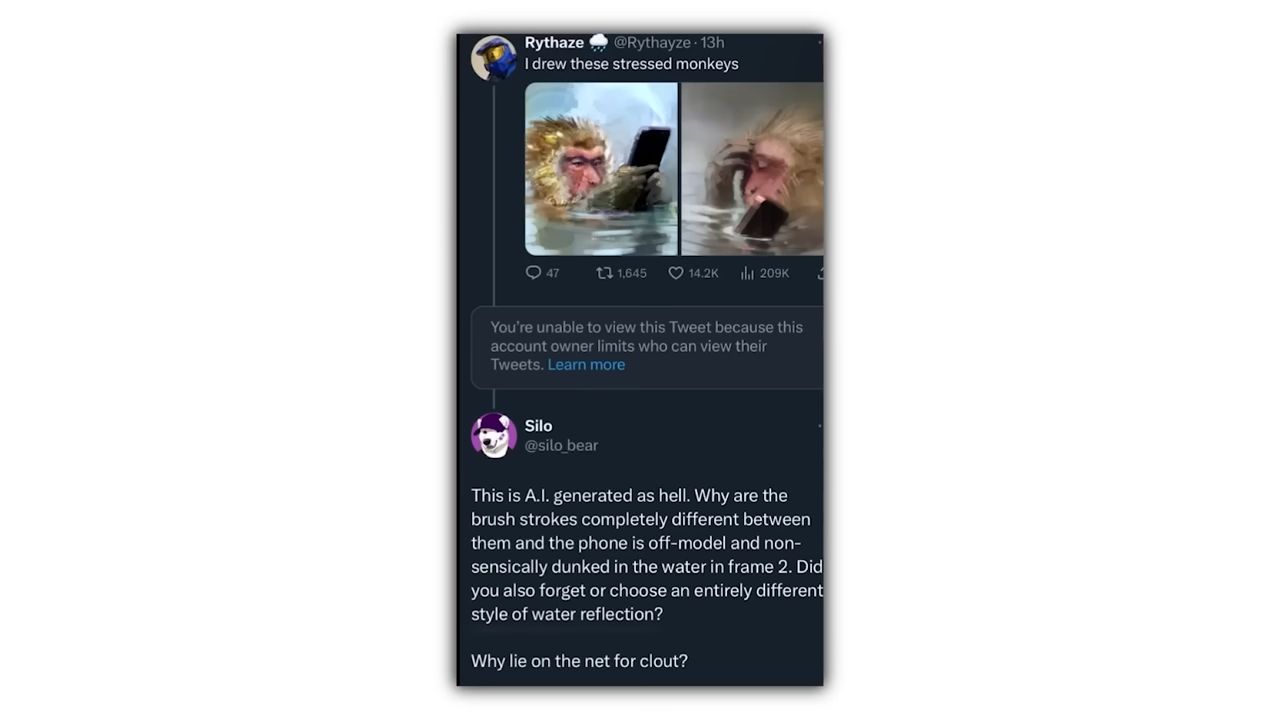 Rythaze 🌧️ @Rythayze · 13h
I drew these stressed monkeys
47 1,645 14.2K 209K
You're unable to view this Tweet because this
account owner limits who can view their
Tweets. Learn more
Silo
@silo_bear
This is A.I. generated as hell. Why are the
brush strokes completely different between
them and the phone is off-model and non-
sensically dunked in the water in frame 2. Did
you also forget or choose an entirely different
style of water reflection?
Why lie on the net for clout?